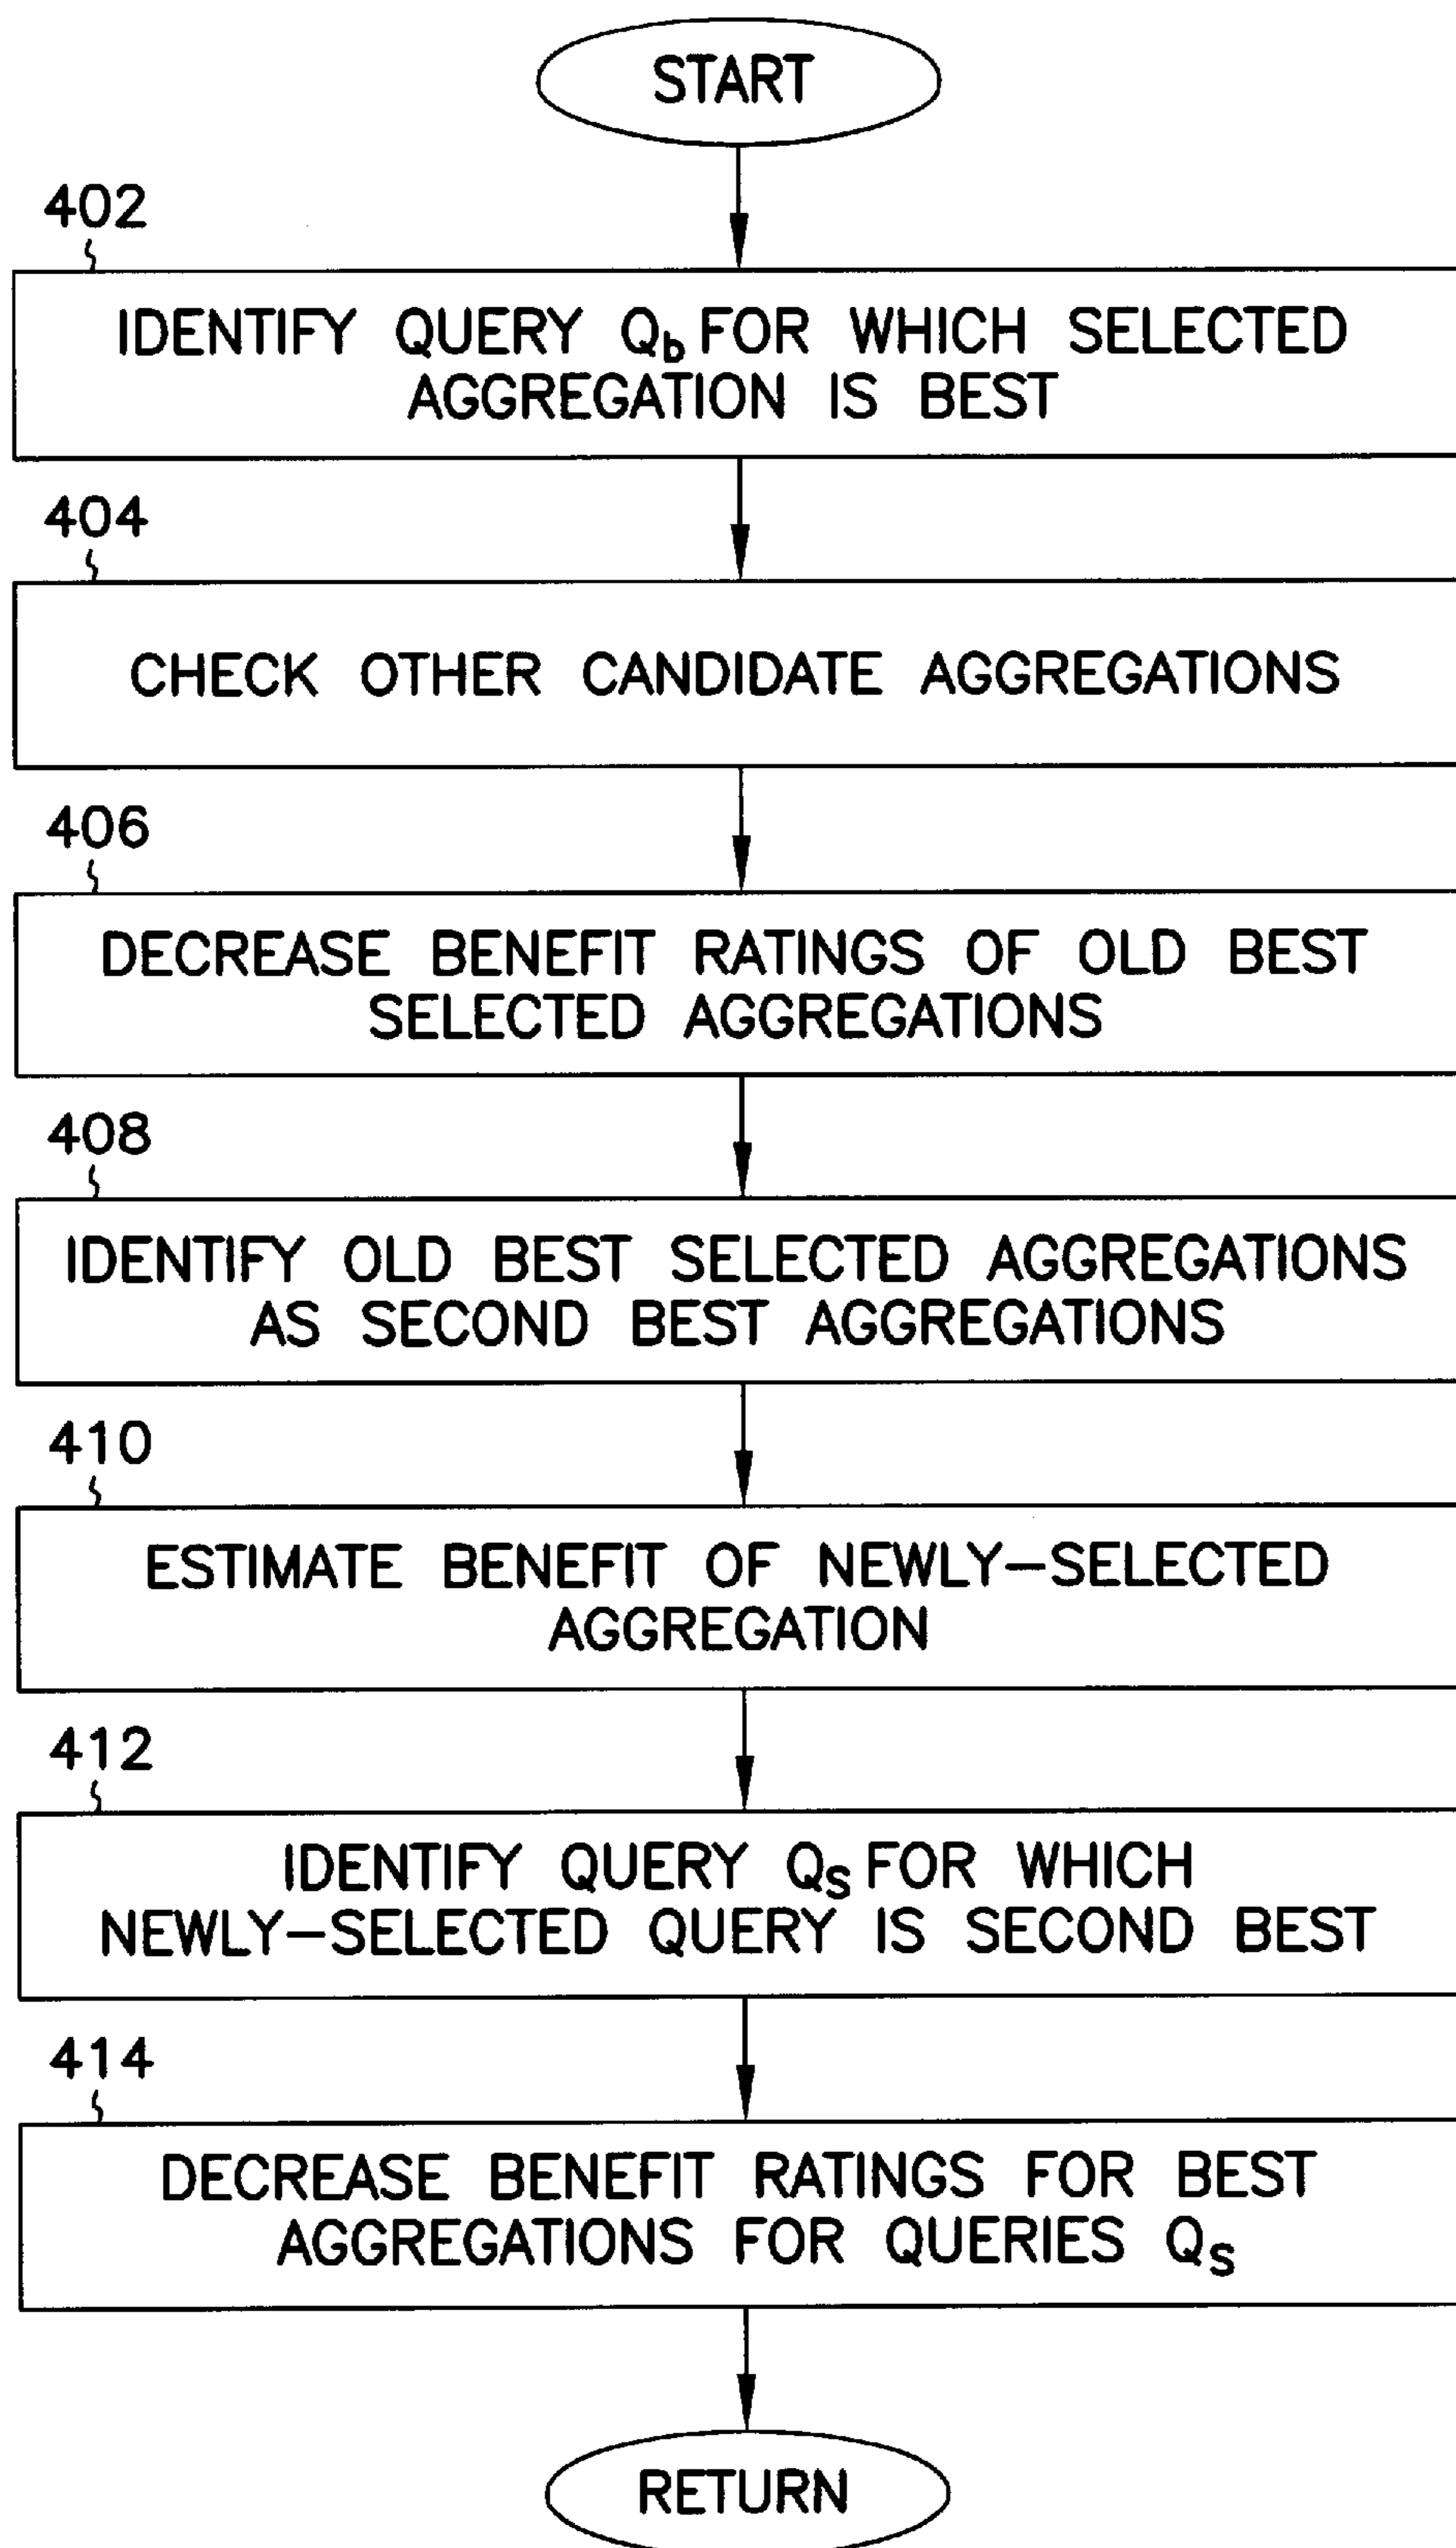 START
402
IDENTIFY QUERY Qb FOR WHICH SELECTED
AGGREGATION IS BEST
404
CHECK OTHER CANDIDATE AGGREGATIONS
406
DECREASE BENEFIT RATINGS OF OLD BEST
SELECTED AGGREGATIONS
408
IDENTIFY OLD BEST SELECTED AGGREGATIONS
AS SECOND BEST AGGREGATIONS
410
ESTIMATE BENEFIT OF NEWLY-SELECTED
AGGREGATION
412
IDENTIFY QUERY QS FOR WHICH
NEWLY-SELECTED QUERY IS SECOND BEST
414
DECREASE BENEFIT RATINGS FOR BEST
AGGREGATIONS FOR QUERIES QS
RETURN